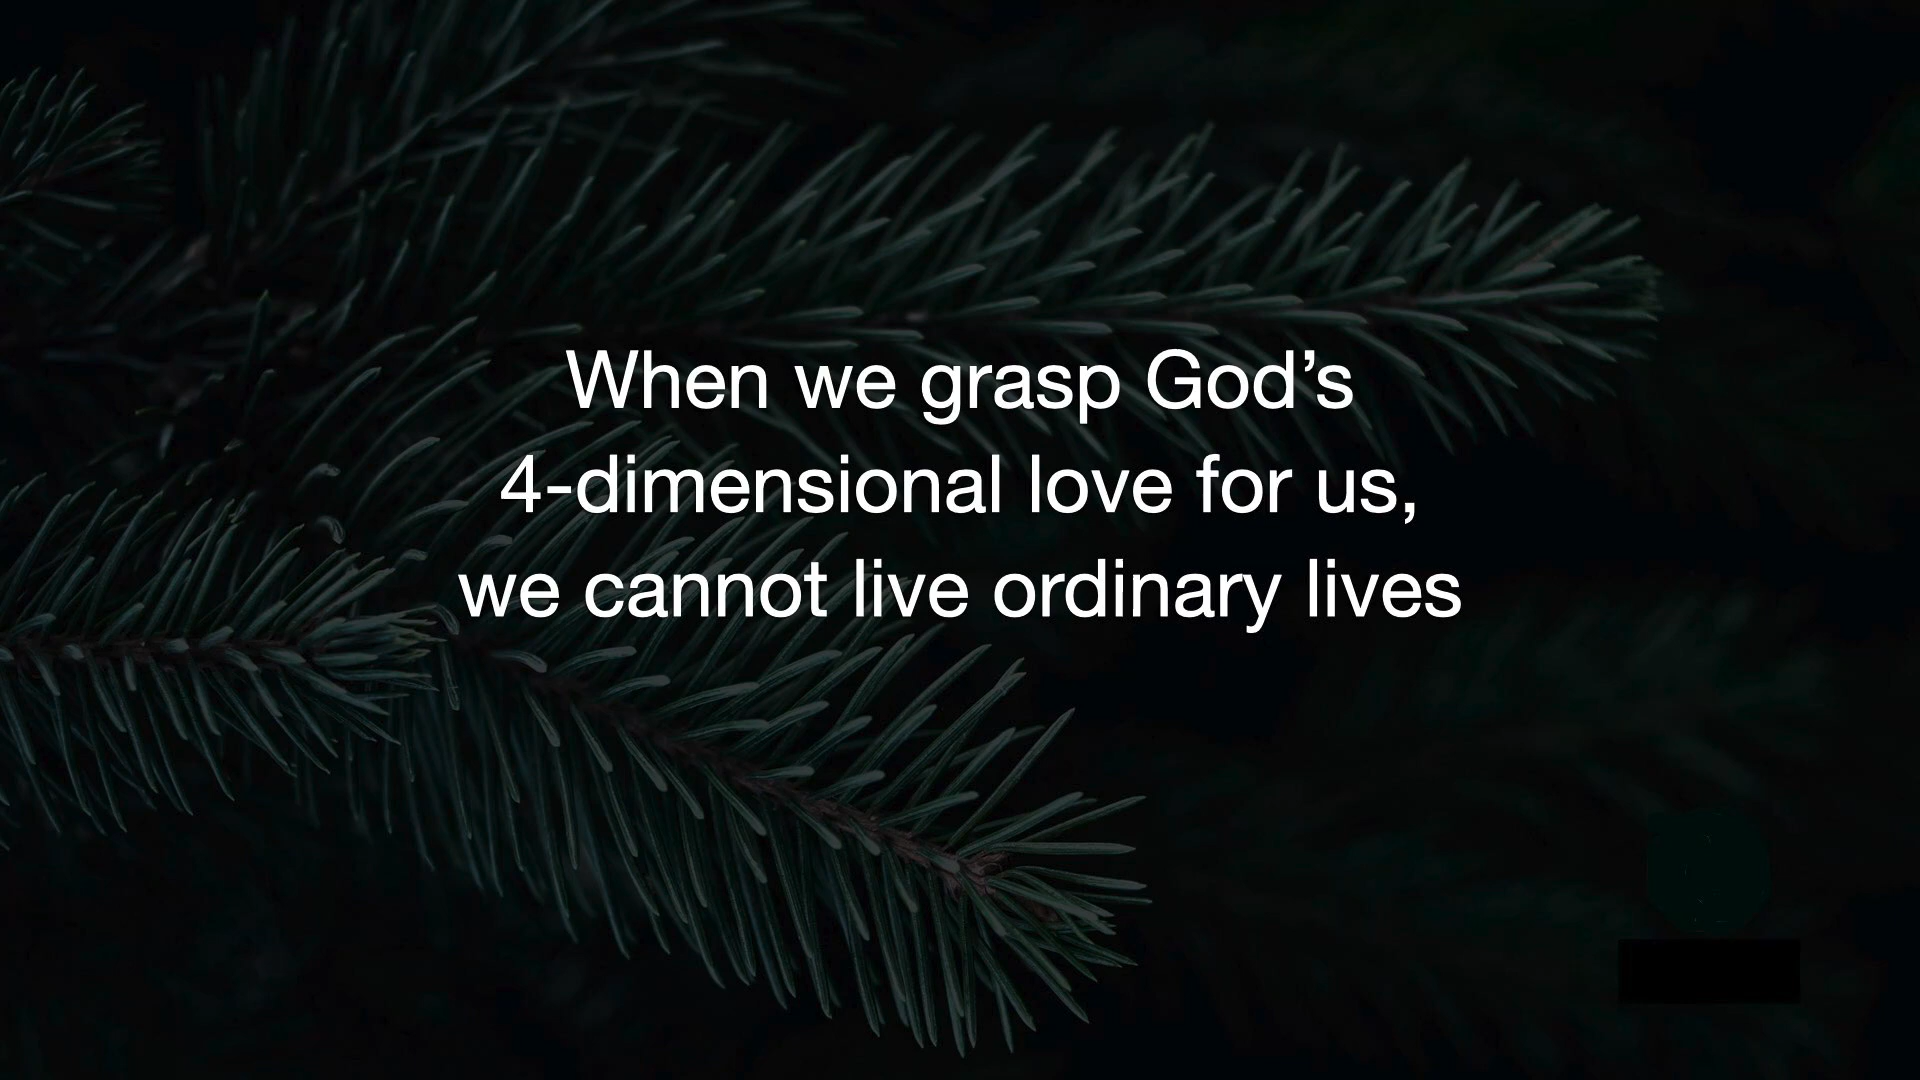 When we grasp God’s
4-dimensional love for us,
we cannot live ordinary lives